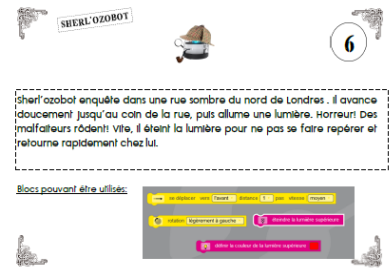 SHERL'OZOBOT
6
Sherl'ozobot enquête dans une rue sombre du nord de Londres . Il avance
doucement jusqu'au coin de la rue, puis allume une lumière. Horreur! Des
malfaiteurs rôdent! Vite, il éteint la lumière pour ne pas se faire repérer et
retourne rapidement chez lui.
Blocs pouvant être utilisés:
se déplacer vers l'avant distance 1 pas vitesse moyen
rotation légèrement à gauche éteindre la lumière supérieure
définir la couleur de la lumière supérieure